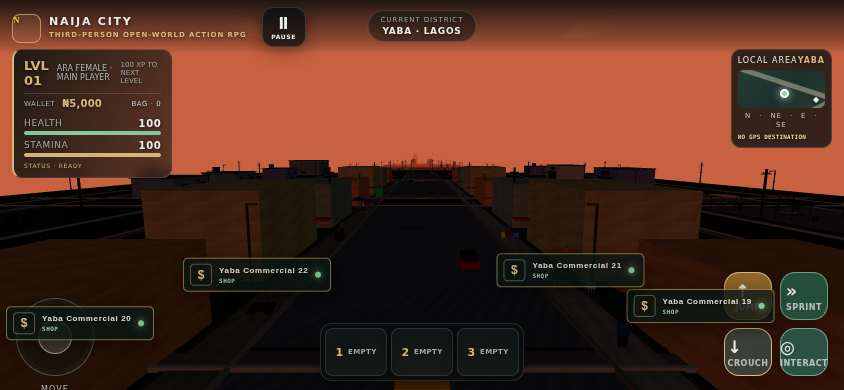 N
NAIJA CITY
THIRD-PERSON OPEN-WORLD ACTION RPG
PAUSE
CURRENT DISTRICT
YABA · LAGOS
LVL 01
ARA FEMALE · MAIN PLAYER
100 XP TO NEXT LEVEL
WALLET ₦5,000 BAG · 0
HEALTH 100
STAMINA 100
STATUS · READY
LOCAL AREA YABA
N · NE · E · SE
NO GPS DESTINATION
$ Yaba Commercial 22
SHOP
$ Yaba Commercial 21
SHOP
$ Yaba Commercial 19
SHOP
$ Yaba Commercial 20
SHOP
JUMP
SPRINT
CROUCH
INTERACT
1 EMPTY
2 EMPTY
3 EMPTY
MOVE